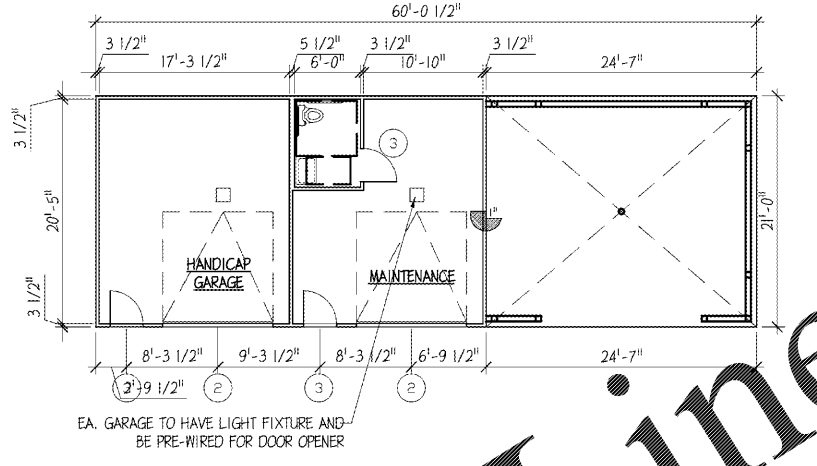 60'-0 1/2"
3 1/2" 5 1/2" 3 1/2" 3 1/2"
17'-3 1/2" 6'-0" 10'-10" 24'-7"
3 1/2"
20'-5"
3 1/2"
3
1"
21'-0"
HANDICAP
GARAGE
MAINTENANCE
8'-3 1/2" 9'-3 1/2" 8'-3 1/2" 6'-9 1/2" 24'-7"
-9 1/2" 2 3 2
EA. GARAGE TO HAVE LIGHT FIXTURE AND
BE PRE-WIRED FOR DOOR OPENER
Line